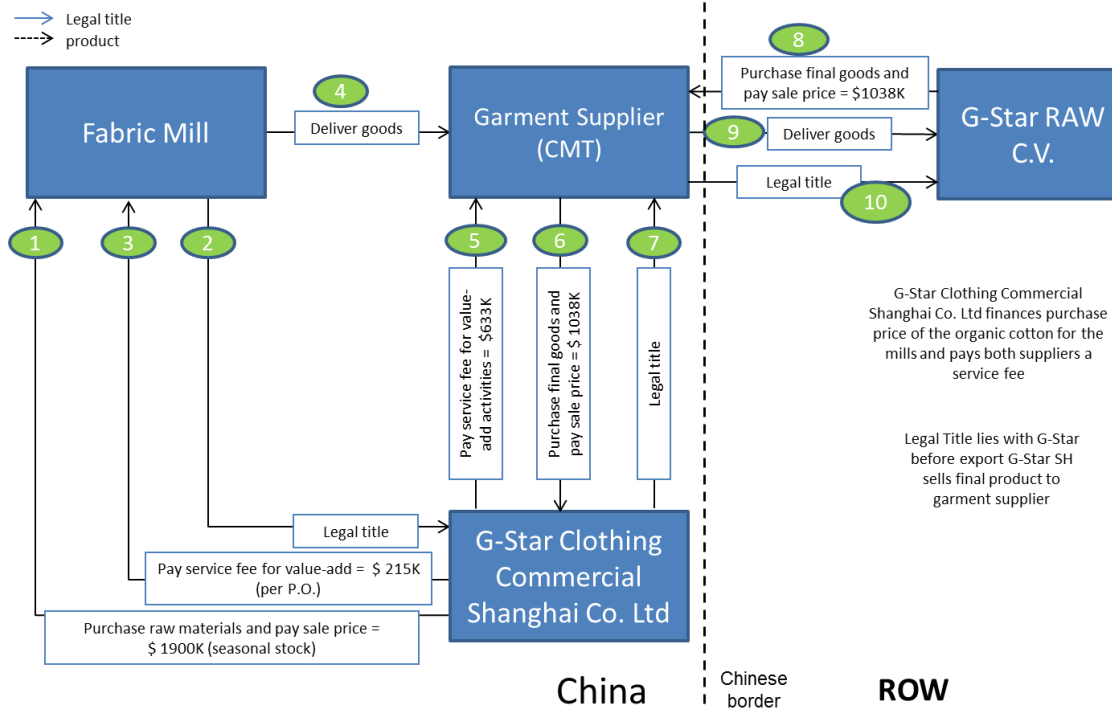 Legal title
product
8
Purchase final goods and
pay sale price = $1038K
4
Deliver goods
Fabric Mill
Garment Supplier
(CMT)
9
Deliver goods
G-Star RAW
C.V.
Legal title
10
1
3
2
5
6
7
Pay service fee for value-
add activities = $633K
Purchase final goods and
pay sale price = $ 1038K
Legal title
G-Star Clothing Commercial
Shanghai Co. Ltd finances purchase
price of the organic cotton for the
mills and pays both suppliers a
service fee
Legal Title lies with G-Star
before export G-Star SH
sells final product to
garment supplier
Legal title
Pay service fee for value-add = $ 215K
(per P.O.)
Purchase raw materials and pay sale price =
$ 1900K (seasonal stock)
G-Star Clothing
Commercial
Shanghai Co. Ltd
China
Chinese
border
ROW